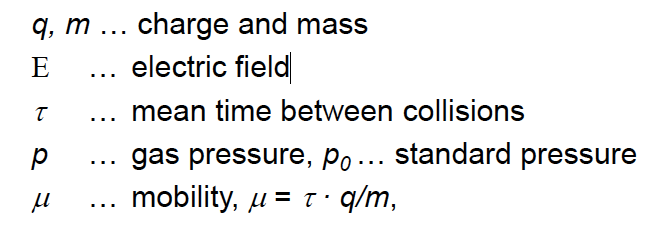 q, m … charge and mass
E … electric field
τ … mean time between collisions
p … gas pressure, p₀ … standard pressure
μ … mobility, μ = τ · q/m,